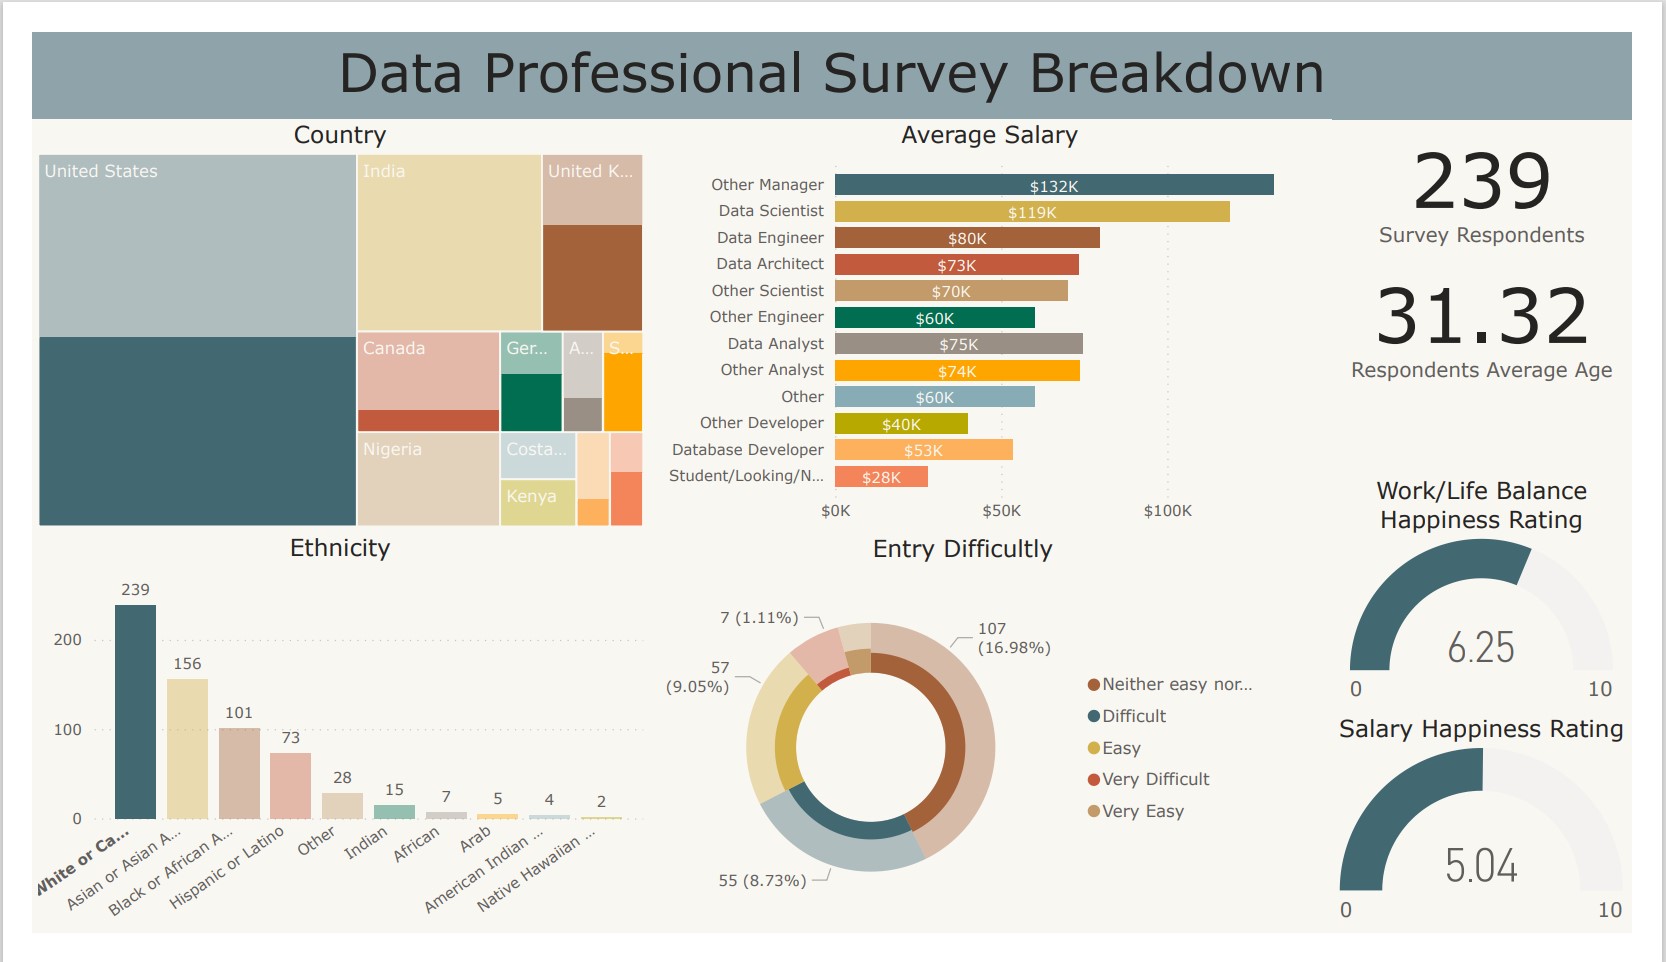 Data Professional Survey Breakdown
Country
United States
India
United K...
Canada
Ger...
A...
S...
Nigeria
Costa...
Kenya
Average Salary
Other Manager
$132K
Data Scientist
$119K
Data Engineer
$80K
Data Architect
$73K
Other Scientist
$70K
Other Engineer
$60K
Data Analyst
$75K
Other Analyst
$74K
Other
$60K
Other Developer
$40K
Database Developer
$53K
Student/Looking/N...
$28K
$0K
$50K
$100K
239
Survey Respondents
31.32
Respondents Average Age
Ethnicity
200
100
0
239
156
101
73
28
15
7
5
4
2
White or Ca...
Asian or Asian A...
Black or African A...
Hispanic or Latino
Other
Indian
African
Arab
American Indian ...
Native Hawaiian ...
Entry Difficultly
7 (1.11%)
107
(16.98%)
57
(9.05%)
55 (8.73%)
Neither easy nor...
Difficult
Easy
Very Difficult
Very Easy
Work/Life Balance
Happiness Rating
6.25
0
10
Salary Happiness Rating
5.04
0
10